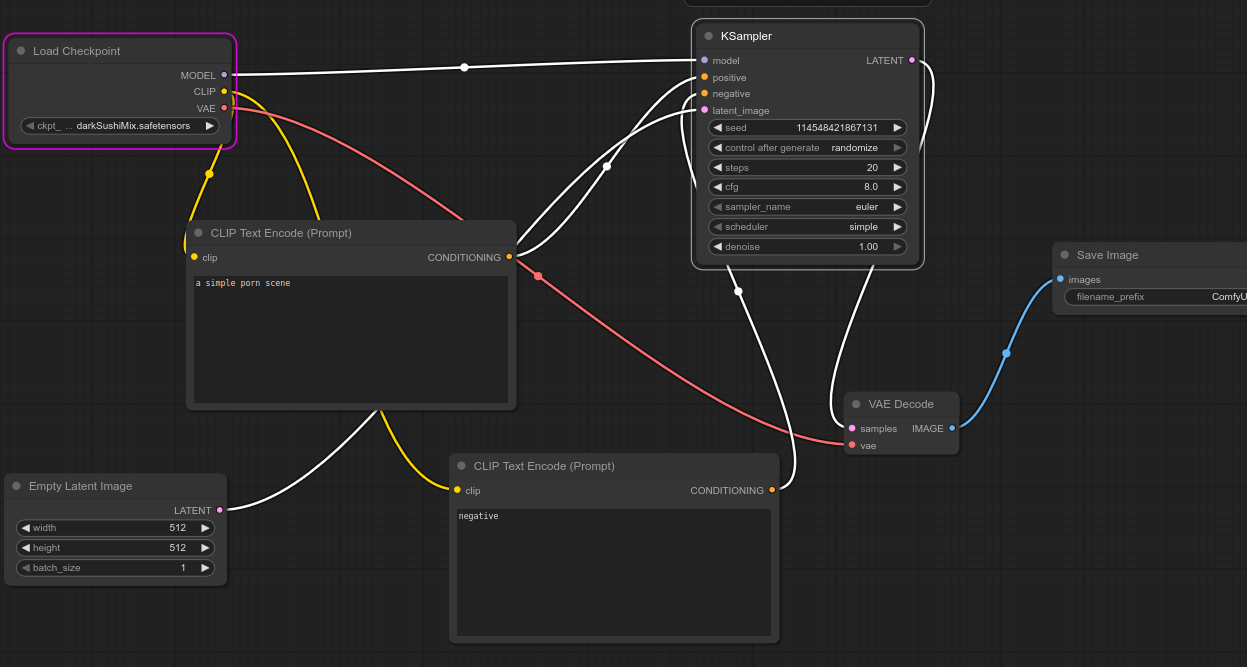 Load Checkpoint
MODEL
CLIP
VAE
ckpt_ ... darkSushiMix.safetensors
KSampler
model LATENT
positive
negative
latent_image
seed 114548421867131
control after generate randomize
steps 20
cfg 8.0
sampler_name euler
scheduler simple
denoise 1.00
CLIP Text Encode (Prompt)
clip CONDITIONING
a simple porn scene
Save Image
images
filename_prefix ComfyU
VAE Decode
samples IMAGE
vae
Empty Latent Image
LATENT
width 512
height 512
batch_size 1
CLIP Text Encode (Prompt)
clip CONDITIONING
negative